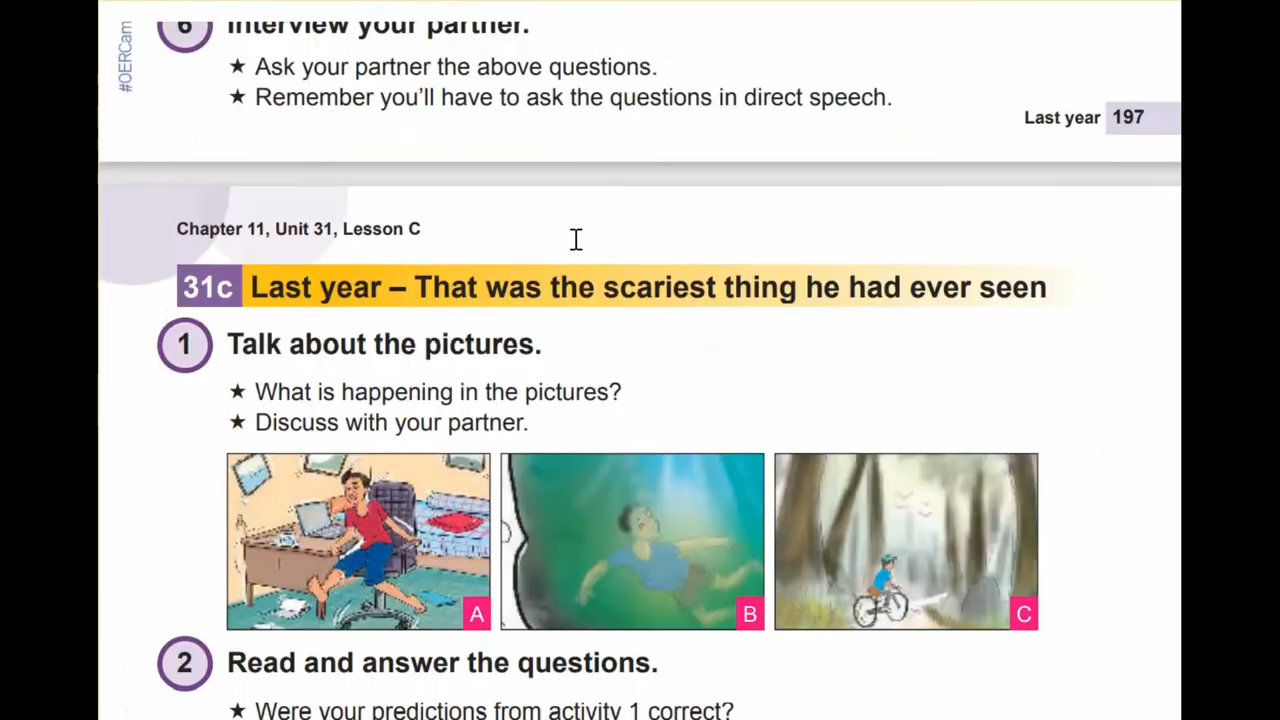 #OERCam
6 Interview your partner.
★ Ask your partner the above questions.
★ Remember you'll have to ask the questions in direct speech.
Last year 197
Chapter 11, Unit 31, Lesson C
31c Last year – That was the scariest thing he had ever seen
1 Talk about the pictures.
★ What is happening in the pictures?
★ Discuss with your partner.
A B C
2 Read and answer the questions.
★ Were your predictions from activity 1 correct?